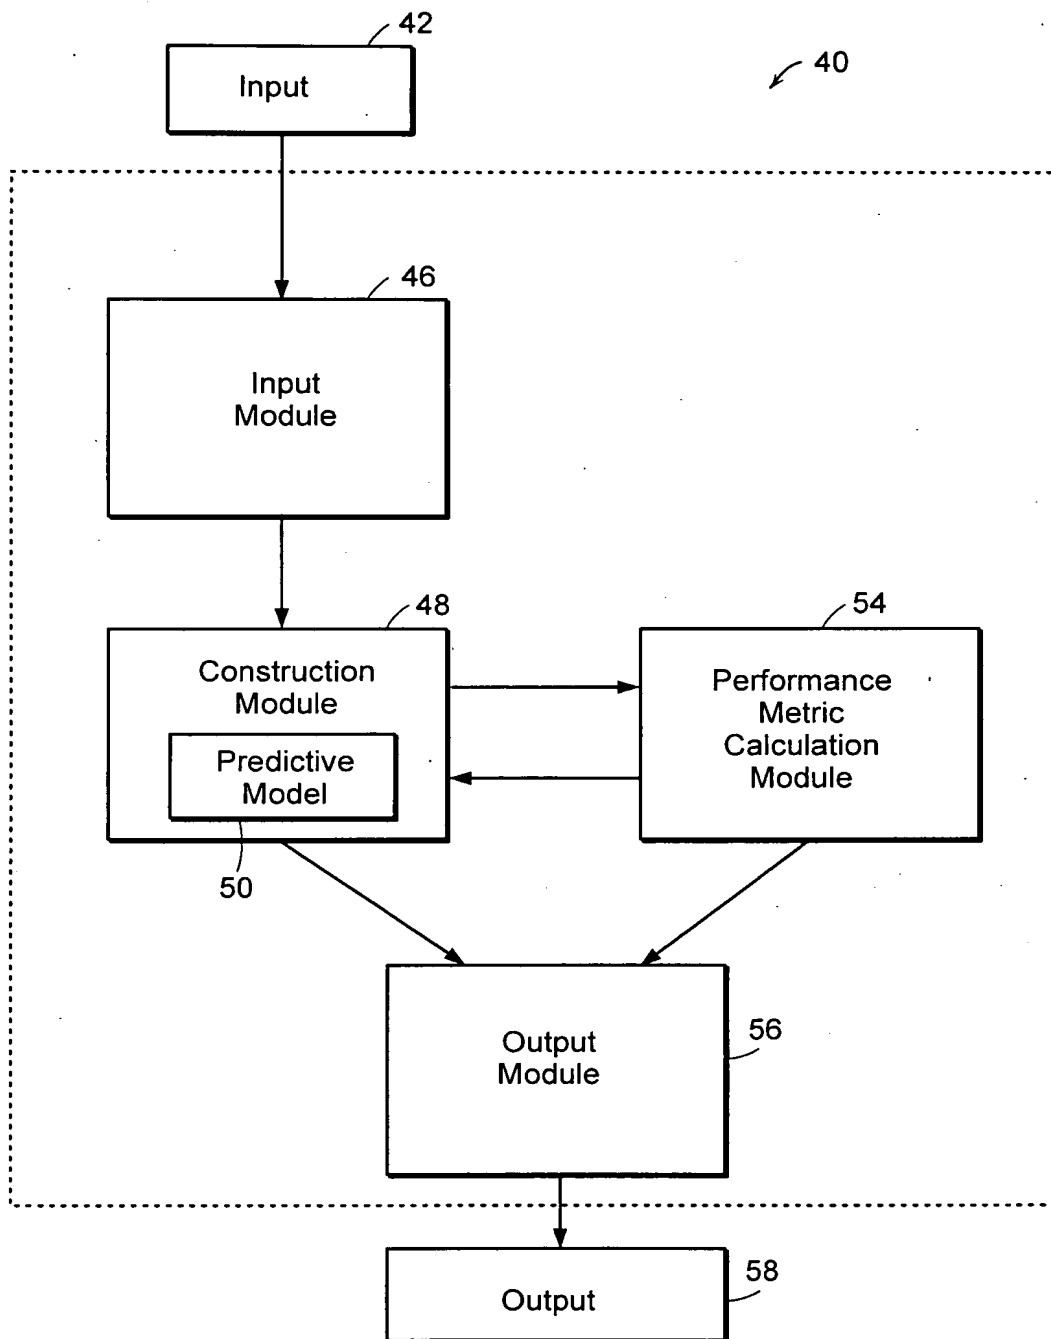 42
Input
40
46
Input
Module
48
Construction
Module
Predictive
Model
50
54
Performance
Metric
Calculation
Module
Output
Module
56
Output
58